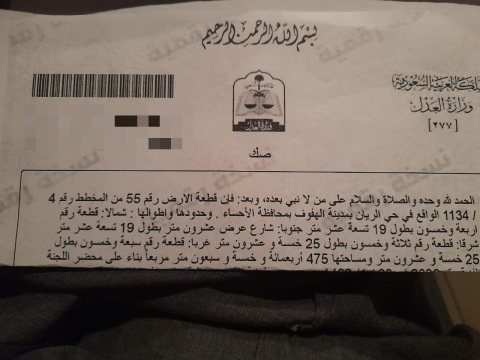 بسم الله الرحمن الرحيم
نسخة رقمية
المملكة العربية السعودية
وزارة العدل
[٢٧٧]
وزارة العدل
صك
الحمد لله وحده والصلاة والسلام على من لا نبي بعده، وبعد: فإن قطعة الارض رقم 55 من المخطط رقم 4
/ 1134 الواقع في حي الريان بمدينة الهفوف بمحافظة الأحساء . وحدودها واطوالها : شمالا: قطعة رقم
اربعة وخمسون بطول 19 تسعة عشر متر جنوبا: شارع عرض عشرون متر بطول 19 تسعة عشر متر
شرقا: قطعة رقم ثلاثة وخمسون بطول 25 خمسة و عشرون متر غربا: قطعة رقم سبعة وخمسون بطول
25 خمسة و عشرون متر ومساحتها 475 أربعمائة و خمسة و سبعون متر مربعاً بناء على محضر اللجنة